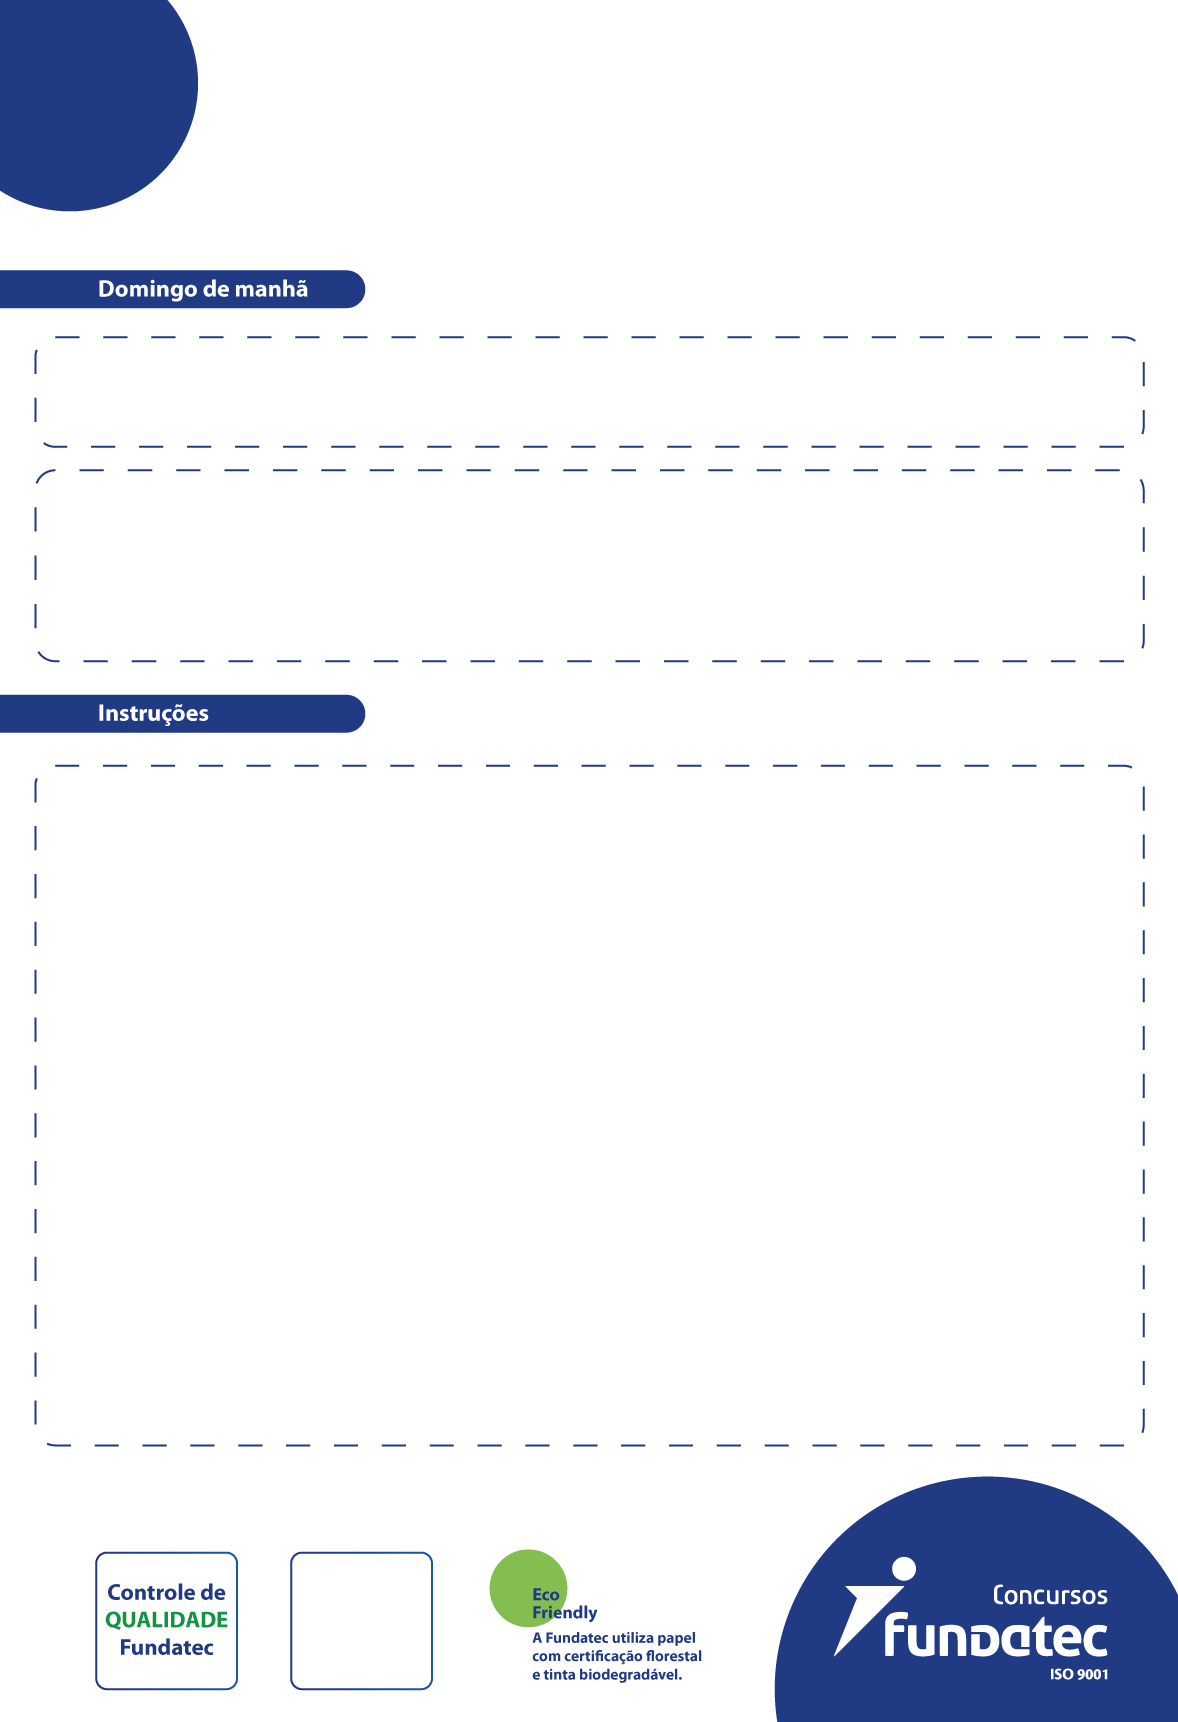 Domingo de manhã
Instruções
Controle de
QUALIDADE
Fundatec
Eco
Friendly
A Fundatec utiliza papel
com certificação florestal
e tinta biodegradável.
Concursos
fundatec
ISO 9001